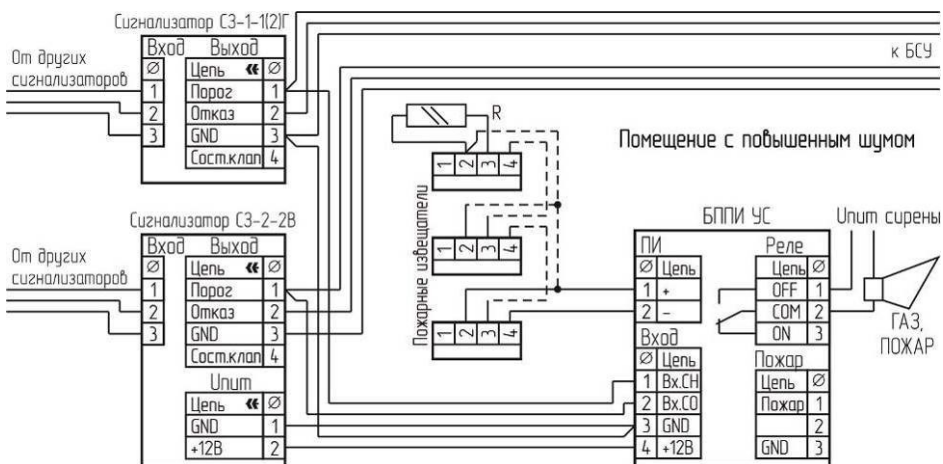 Сигнализатор СЗ-1-1(2)Г
Вход Выход
От других
сигнализаторов
Ø Цепь Ø
1 Порог 1
2 Отказ 2
3 GND 3
Сост.клап 4
к БСУ
R
1 2 3 4
Помещение с повышенным шумом
Пожарные извещатели
1 2 3 4
1 2 3 4
Сигнализатор СЗ-2-2В
Вход Выход
От других
сигнализаторов
Ø Цепь Ø
1 Порог 1
2 Отказ 2
3 GND 3
Сост.клап 4
Uпит
Цепь Ø
GND 1
+12В 2
БППИ УС
Uпит сирены
ПИ Реле
Ø Цепь Цепь Ø
1 + OFF 1
2 – COM 2
ON 3
ГАЗ,
ПОЖАР
Вход Пожар
Ø Цепь Цепь Ø
1 Вх.СН Пожар 1
2 Вх.СО 2
3 GND GND 3
4 +12В